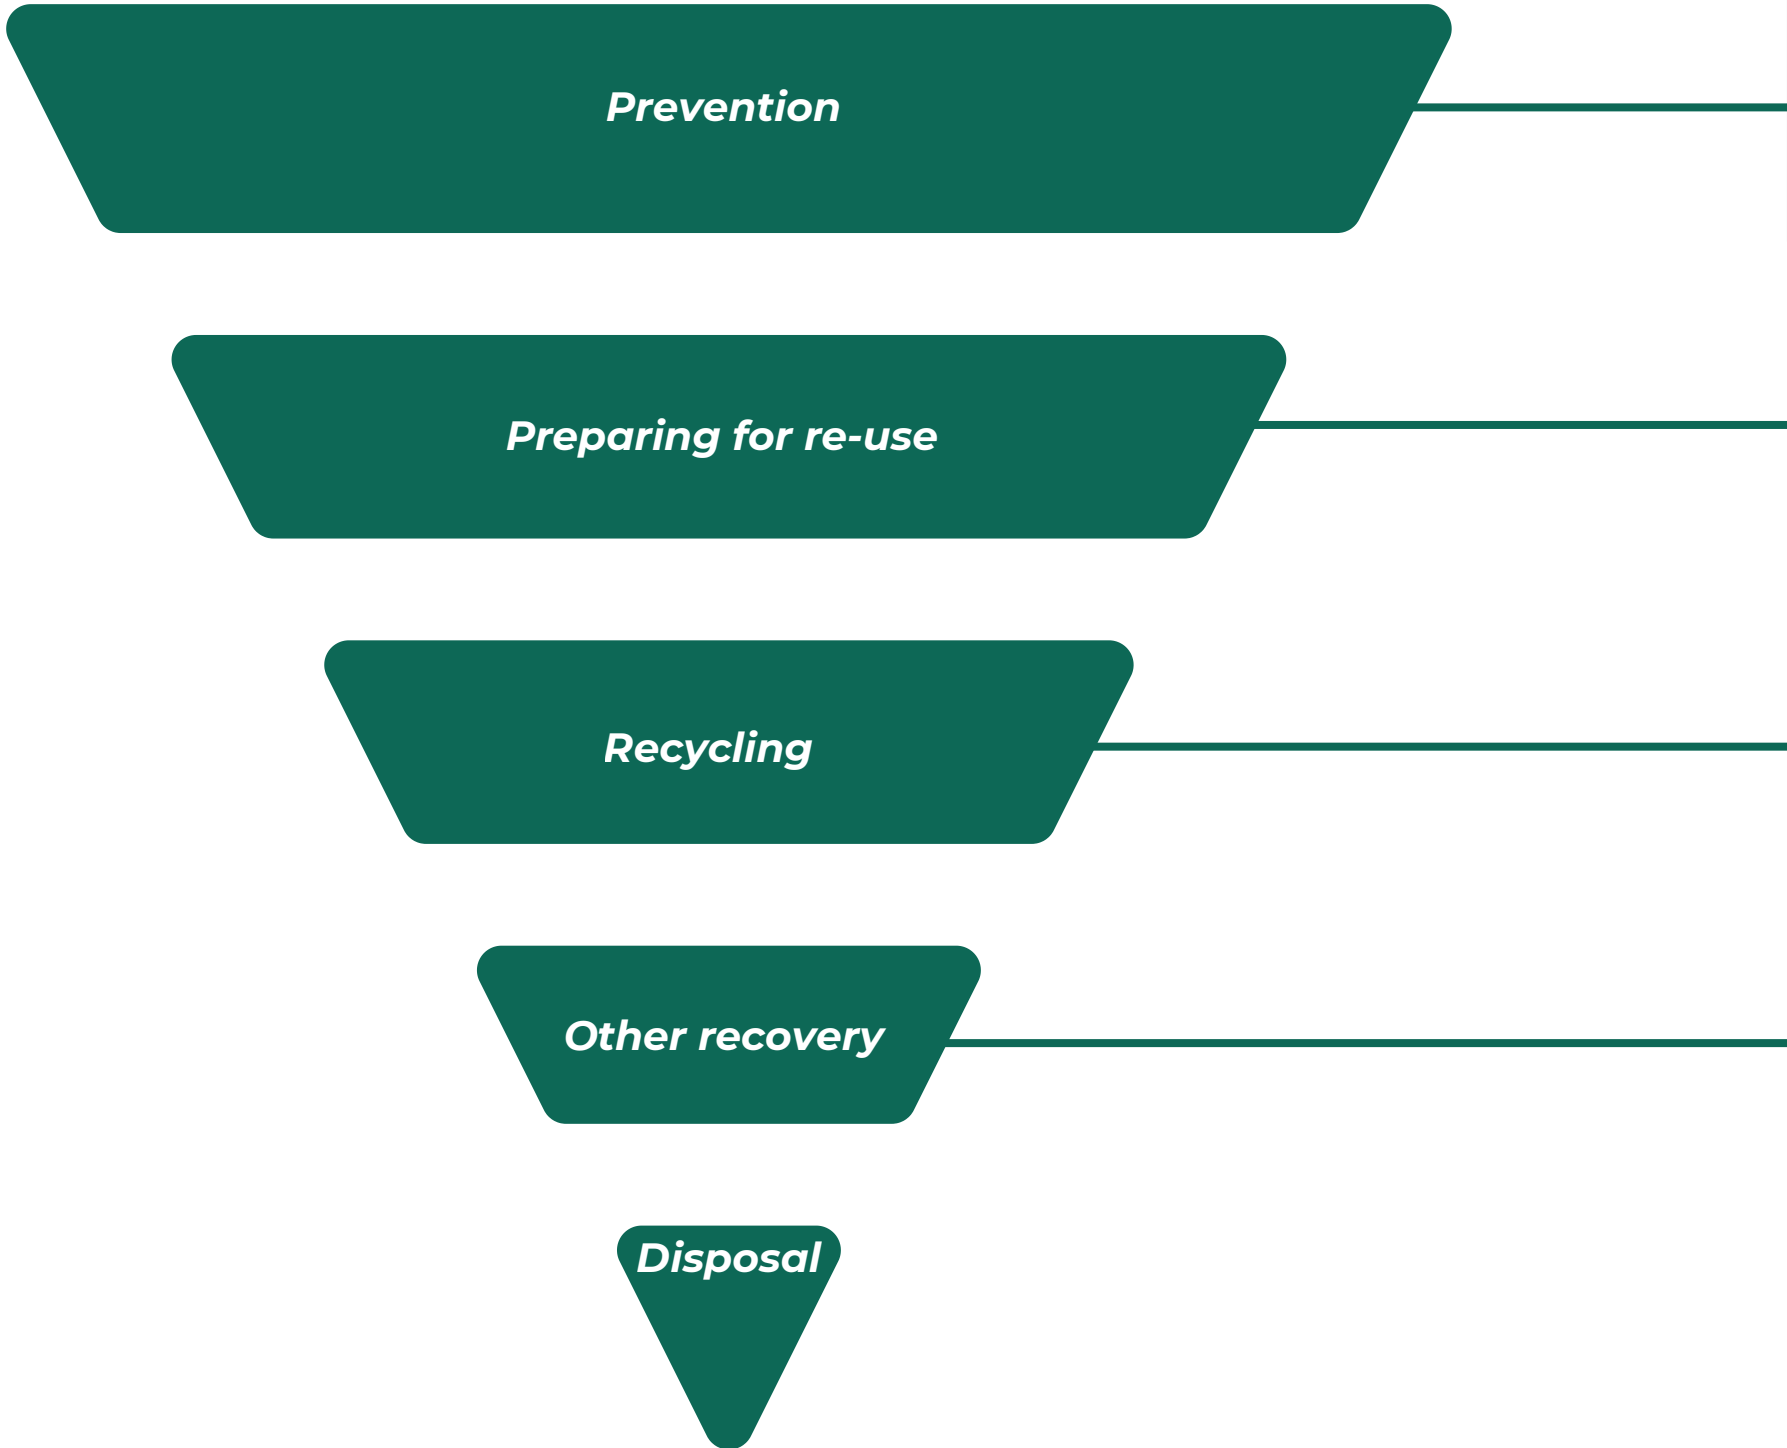 Prevention
Preparing for re-use
Recycling
Other recovery
Disposal